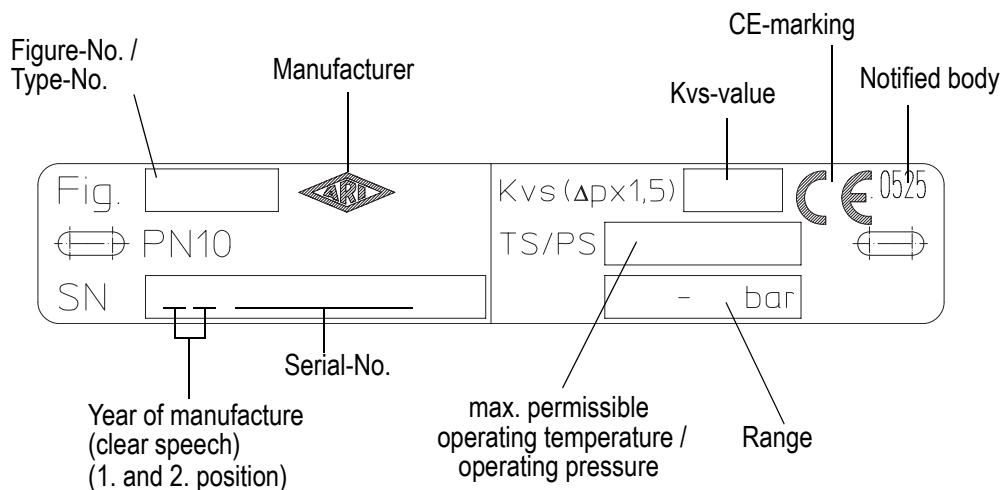 CE-marking
Figure-No. /
Type-No.
Manufacturer
Kvs-value
Notified body
Fig.
ARI
Kvs (Δpx1,5)
CE
.0525
PN10
TS/PS
SN
- bar
Serial-No.
Year of manufacture
(clear speech)
(1. and 2. position)
max. permissible
operating temperature /
operating pressure
Range